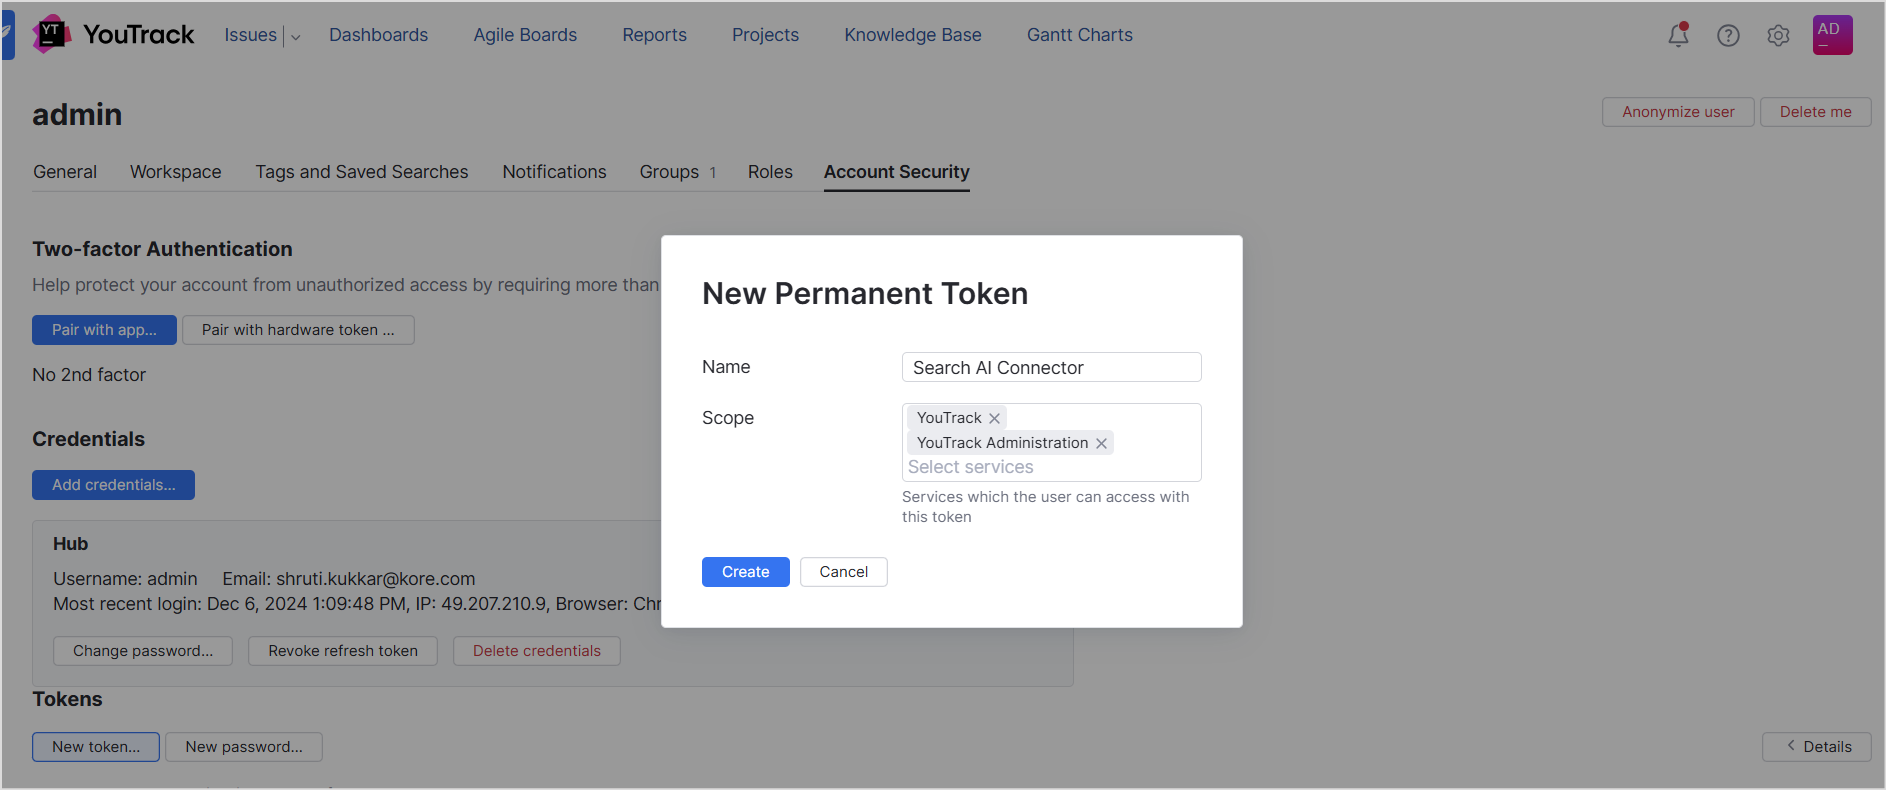 YT YouTrack Issues Dashboards Agile Boards Reports Projects Knowledge Base Gantt Charts AD
admin
Anonymize user Delete me
General Workspace Tags and Saved Searches Notifications Groups 1 Roles Account Security
Two-factor Authentication
Help protect your account from unauthorized access by requiring more than
Pair with app... Pair with hardware token ...
No 2nd factor
Credentials
Add credentials...
Hub
Username: admin Email: shruti.kukkar@kore.com
Most recent login: Dec 6, 2024 1:09:48 PM, IP: 49.207.210.9, Browser: Chr
Change password... Revoke refresh token Delete credentials
Tokens
New token... New password...
Details
New Permanent Token
Name Search AI Connector
Scope YouTrack
YouTrack Administration
Select services
Services which the user can access with
this token
Create Cancel